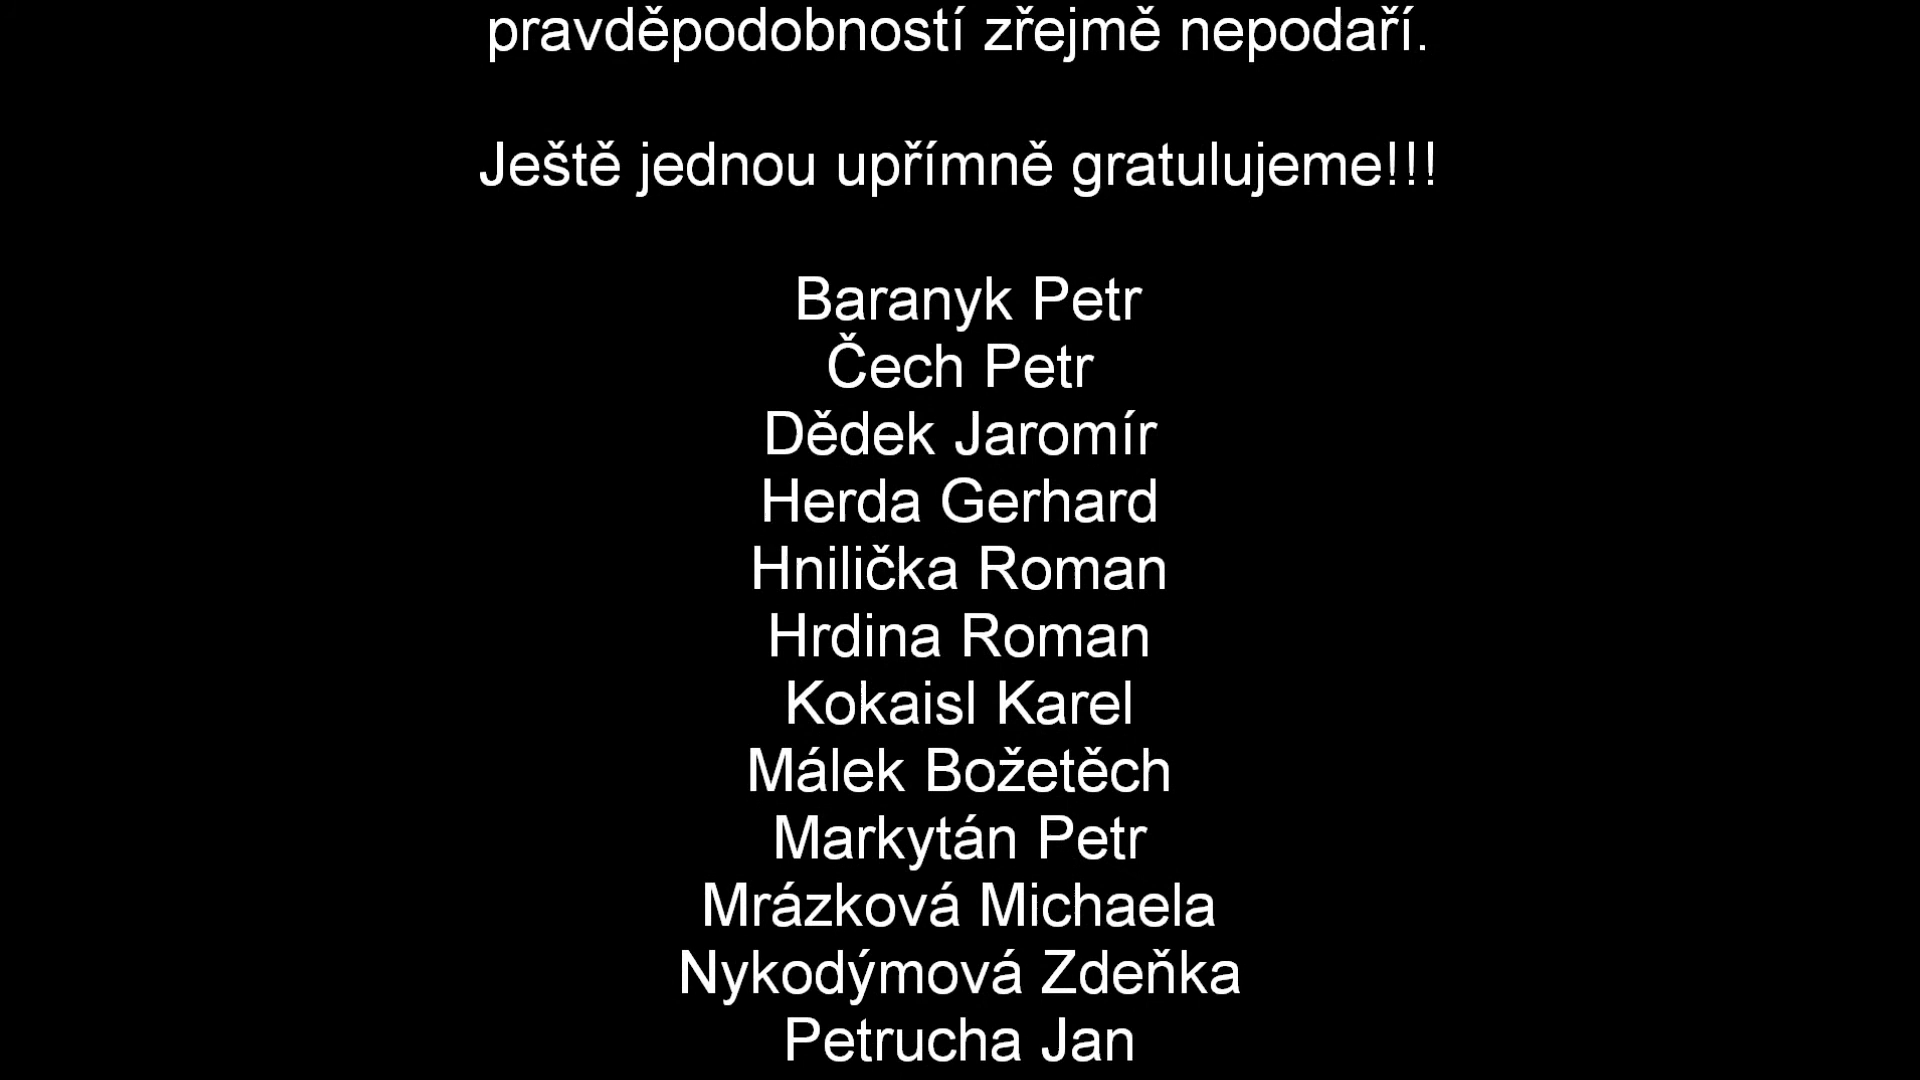 pravděpodobností zřejmě nepodaří.
Ještě jednou upřímně gratulujeme!!!
Baranyk Petr
Čech Petr
Dědek Jaromír
Herda Gerhard
Hnilička Roman
Hrdina Roman
Kokaisl Karel
Málek Božetěch
Markytán Petr
Mrázková Michaela
Nykodýmová Zdeňka
Petrucha Jan